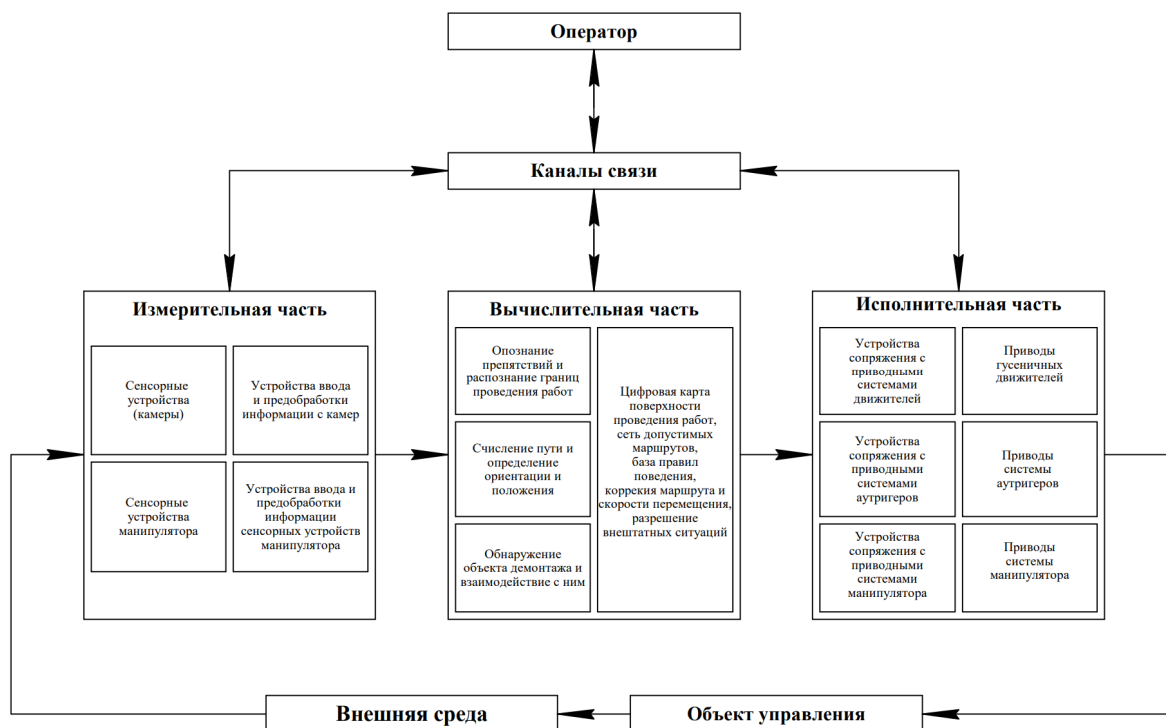 Оператор
Каналы связи
Измерительная часть
Сенсорные
устройства
(камеры)
Устройства ввода
и предобработки
информации с камер
Сенсорные
устройства
манипулятора
Устройства ввода и
предобработки
информации
сенсорных устройств
манипулятора
Вычислительная часть
Опознание
препятствий и
распознание границ
проведения работ
Счисление пути и
определение
ориентации и
положения
Обнаружение
объекта демонтажа и
взаимодействие с ним
Цифровая карта
поверхности
проведения работ,
сеть допустимых
маршрутов,
база правил
поведения,
коррекия маршрута и
скорости перемещения,
разрешение
внештатных ситуаций
Исполнительная часть
Устройства
сопряжения с
приводными
системами
движителей
Приводы
гусеничных
движителей
Устройства
сопряжения с
приводными
системами
аутригеров
Приводы
системы
аутригеров
Устройства
сопряжения с
приводными
системами
манипулятора
Приводы
системы
манипулятора
Внешняя среда
Объект управления